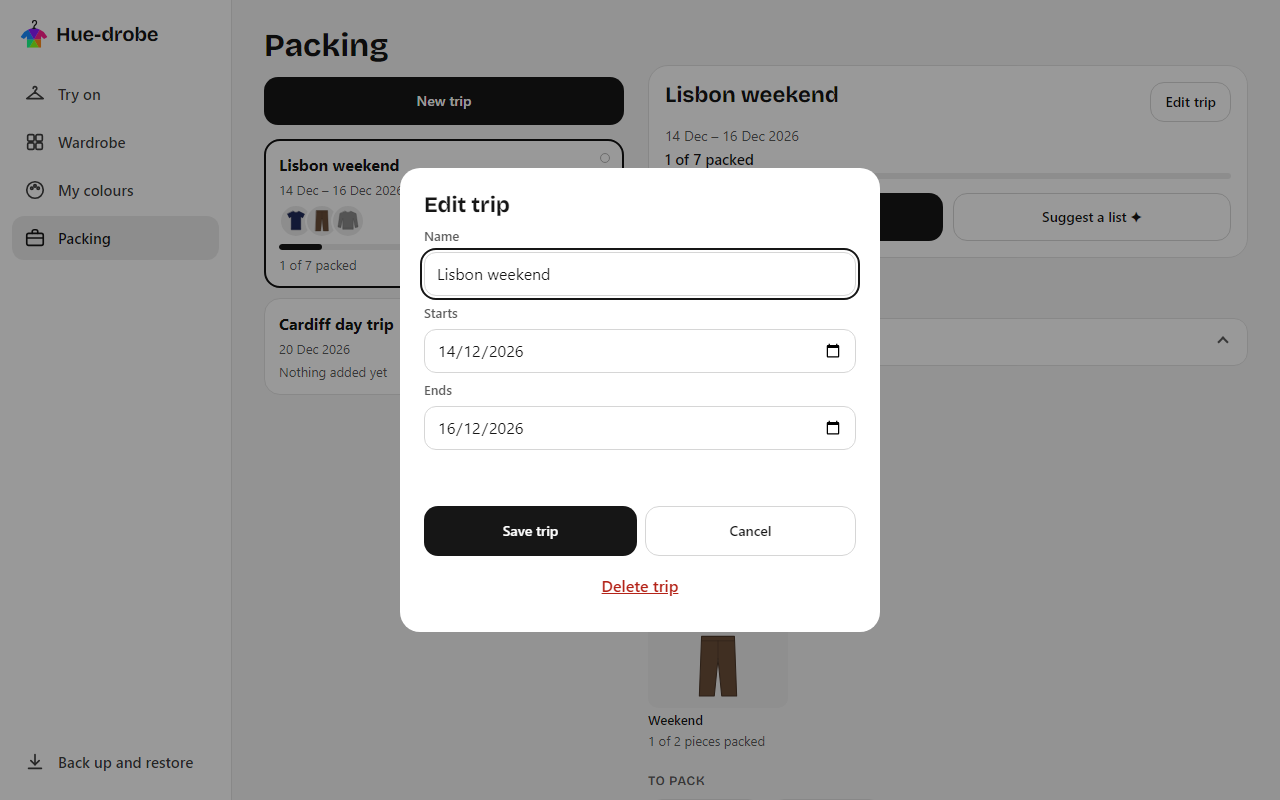 Hue-drobe
Try on
Wardrobe
My colours
Packing
Back up and restore
Packing
New trip
Lisbon weekend
14 Dec – 16 Dec 2026
1 of 7 packed
Cardiff day trip
20 Dec 2026
Nothing added yet
Lisbon weekend
Edit trip
14 Dec – 16 Dec 2026
1 of 7 packed
Suggest a list ✦
Edit trip
Name
Lisbon weekend
Starts
14/12/2026
Ends
16/12/2026
Save trip
Cancel
Delete trip
Weekend
1 of 2 pieces packed
TO PACK